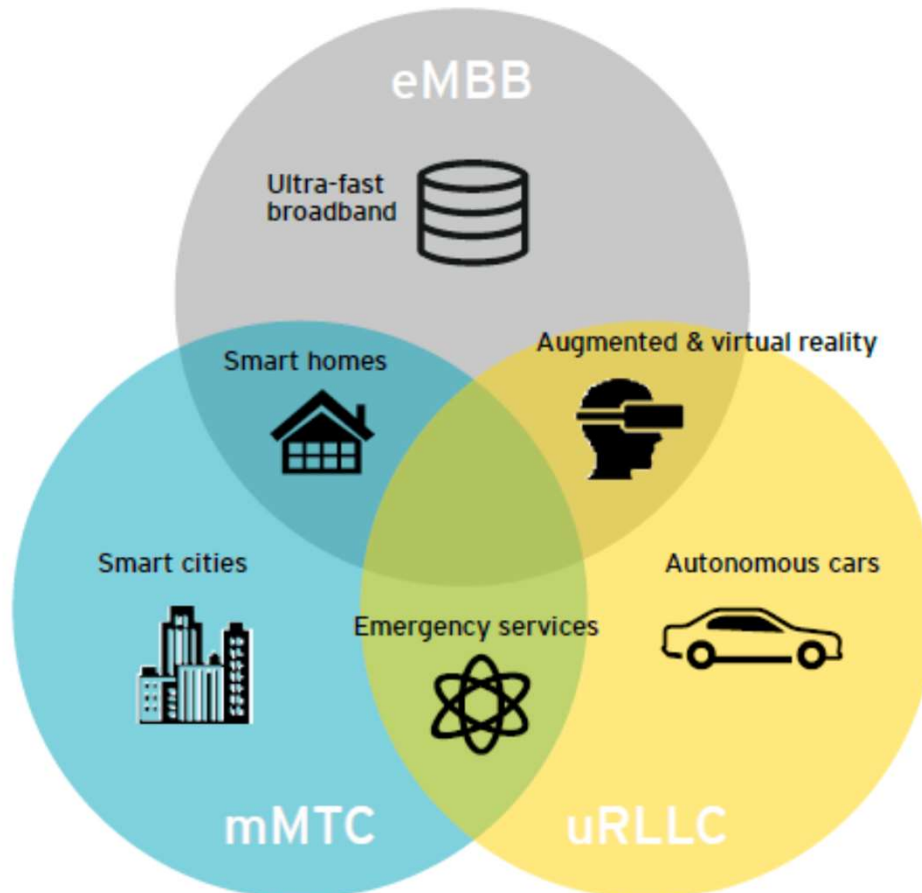 eMBB
Ultra-fast
broadband
Augmented & virtual reality
Smart homes
Smart cities
Autonomous cars
Emergency services
mMTC
uRLLC